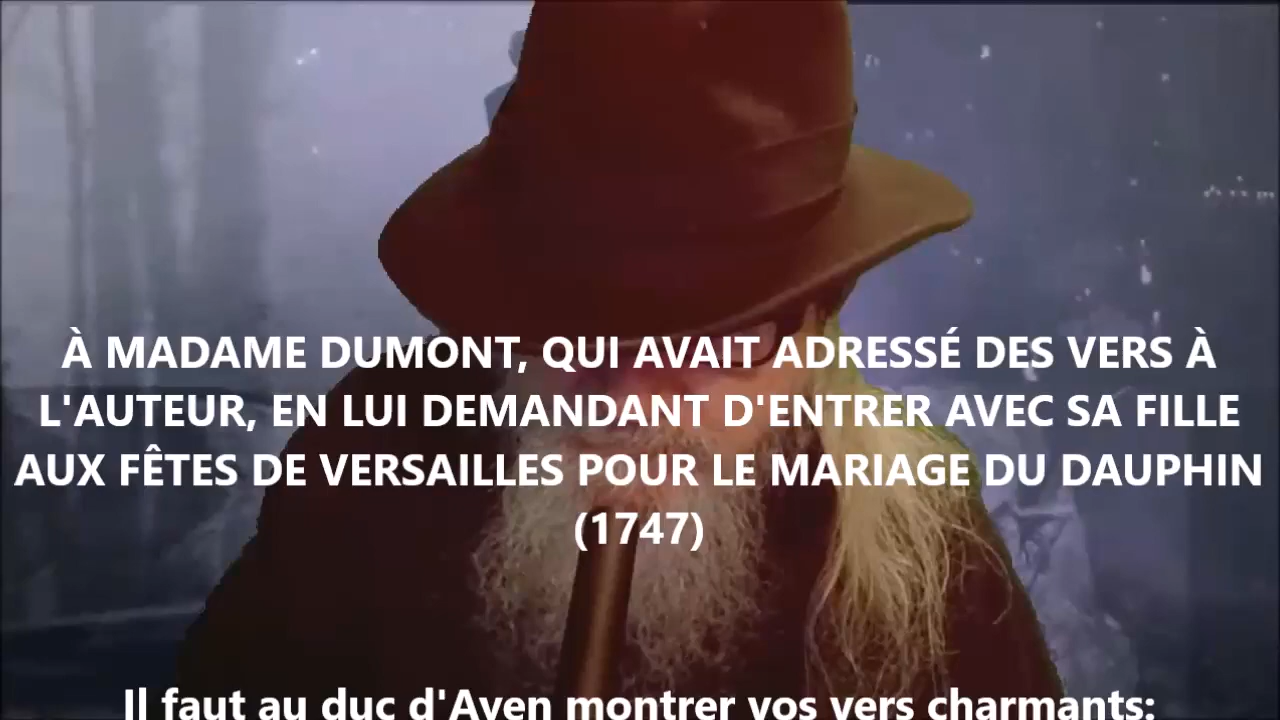 À MADAME DUMONT, QUI AVAIT ADRESSÉ DES VERS À
L'AUTEUR, EN LUI DEMANDANT D'ENTRER AVEC SA FILLE
AUX FÊTES DE VERSAILLES POUR LE MARIAGE DU DAUPHIN
(1747)
Il faut au duc d'Ayen montrer vos vers charmants: